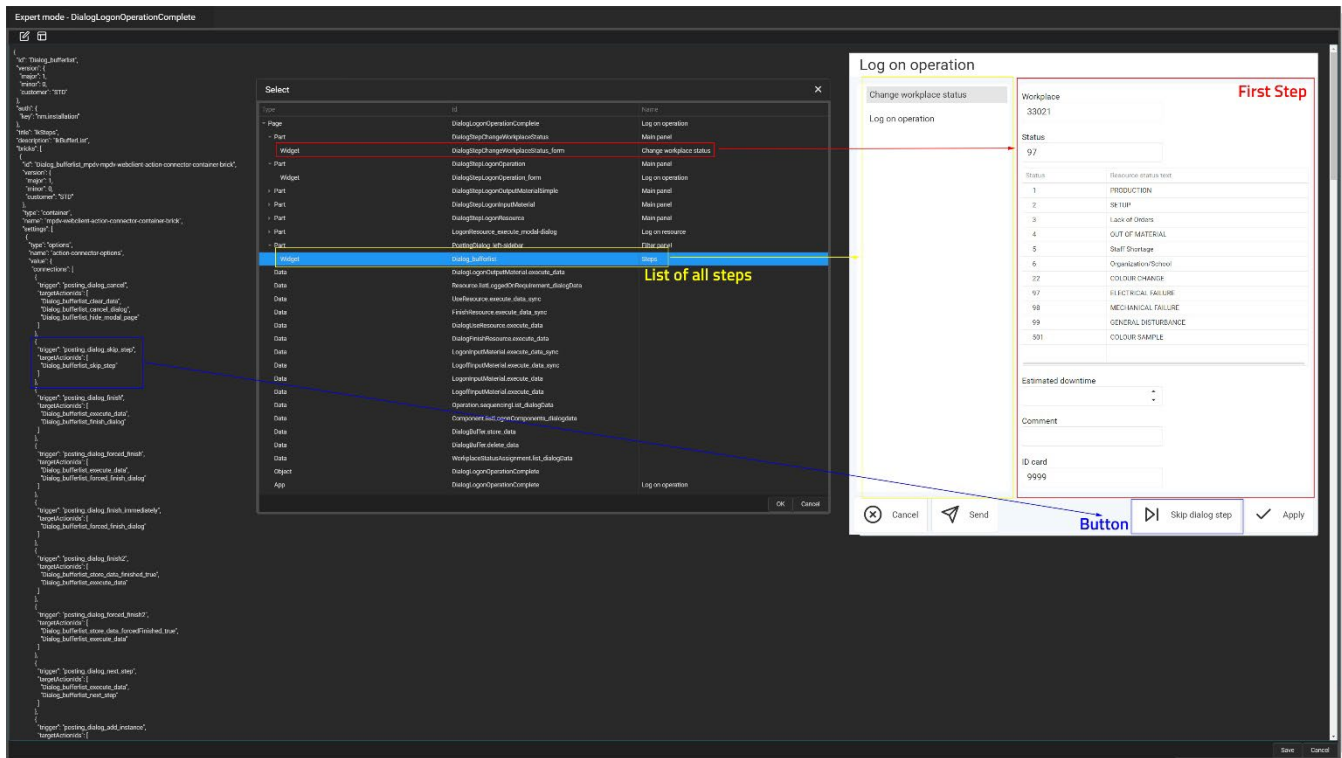 Expert mode - DialogLogonOperationComplete
{
"id": "Dialog_bufferlist",
"version": {
"major": 1,
"minor": 0,
"customer": "STD"
},
"auth": {
"key": "nm.installation"
},
"title": "lkSteps",
"description": "lkBufferList",
"bricks": [
{
"id": "Dialog_bufferlist_mpdv-mpdv-webclient-action-connector-container-brick",
"version": {
"major": 1,
"minor": 0,
"customer": "STD"
},
"type": "container",
"name": "mpdv-webclient-action-connector-container-brick",
"settings": [
{
"type": "options",
"name": "action-connector-options",
"value": {
"connections": [
{
"trigger": "posting_dialog_cancel",
"targetActionIds": [
"Dialog_bufferlist_clear_data",
"Dialog_bufferlist_cancel_dialog",
"Dialog_bufferlist_hide_modal_page"
]
},
{
"trigger": "posting_dialog_skip_step",
"targetActionIds": [
"Dialog_bufferlist_skip_step"
]
},
{
"trigger": "posting_dialog_finish",
"targetActionIds": [
"Dialog_bufferlist_execute_data",
"Dialog_bufferlist_finish_dialog"
]
},
{
"trigger": "posting_dialog_forced_finish",
"targetActionIds": [
"Dialog_bufferlist_execute_data",
"Dialog_bufferlist_forced_finish_dialog"
]
},
{
"trigger": "posting_dialog_finish_immediately",
"targetActionIds": [
"Dialog_bufferlist_forced_finish_dialog"
]
},
{
"trigger": "posting_dialog_finish2",
"targetActionIds": [
"Dialog_bufferlist_store_data_finished_true",
"Dialog_bufferlist_execute_data"
]
},
{
"trigger": "posting_dialog_forced_finish2",
"targetActionIds": [
"Dialog_bufferlist_store_data_forcedFinished_true",
"Dialog_bufferlist_execute_data"
]
},
{
"trigger": "posting_dialog_next_step",
"targetActionIds": [
"Dialog_bufferlist_execute_data",
"Dialog_bufferlist_next_step"
]
},
{
"trigger": "posting_dialog_add_instance",
"targetActionIds": [
Select
Type Id Name
Page DialogLogonOperationComplete Log on operation
Part DialogStepChangeWorkplaceStatus Main panel
Widget DialogStepChangeWorkplaceStatus_form Change workplace status
Part DialogStepLogonOperation Main panel
Widget DialogStepLogonOperation_form Log on operation
Part DialogStepLogonOutputMaterialSimple Main panel
Part DialogStepLogonInputMaterial Main panel
Part DialogStepLogonResource Main panel
Part LogonResource_execute_modal-dialog Log on resource
Part PostingDialog_left-sidebar Filter panel
Widget Dialog_bufferlist Steps
List of all steps
Data DialogLogonOutputMaterial.execute_data
Data Resource.listLoggedOnRequirement_dialogData
Data UseResource.execute_data_sync
Data FinishResource.execute_data_sync
Data DialogUseResource.execute_data
Data DialogFinishResource.execute_data
Data LogonInputMaterial.execute_data_sync
Data LogoffInputMaterial.execute_data_sync
Data LogonInputMaterial.execute_data
Data LogoffInputMaterial.execute_data
Data Operation.sequencingList_dialogData
Data Component.listLogonComponents_dialogdata
Data DialogBuffer.store_data
Data DialogBuffer.delete_data
Data WorkplaceStatusAssignment.list_dialogData
Object DialogLogonOperationComplete
App DialogLogonOperationComplete Log on operation
OK Cancel
Log on operation
Change workplace status
Log on operation
First Step
Workplace
33021
Status
97
Status Resource status text
1 PRODUCTION
2 SETUP
3 Lack of Orders
4 OUT OF MATERIAL
5 Staff Shortage
6 Organization/School
22 COLOUR CHANGE
97 ELECTRICAL FAILURE
98 MECHANICAL FAILURE
99 GENERAL DISTURBANCE
501 COLOUR SAMPLE
Estimated downtime
Comment
ID card
9999
Cancel Send Button Skip dialog step Apply
Save Cancel